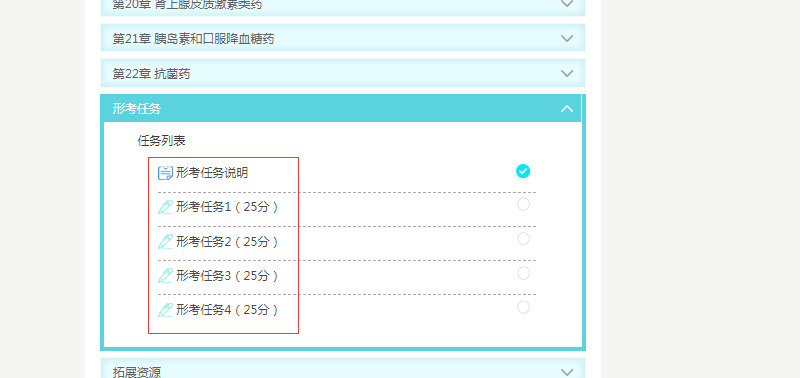 第20章 肾上腺皮质激素类药
第21章 胰岛素和口服降血糖药
第22章 抗菌药
形考任务
任务列表
形考任务说明
形考任务1（25分）
形考任务2（25分）
形考任务3（25分）
形考任务4（25分）
拓展资源